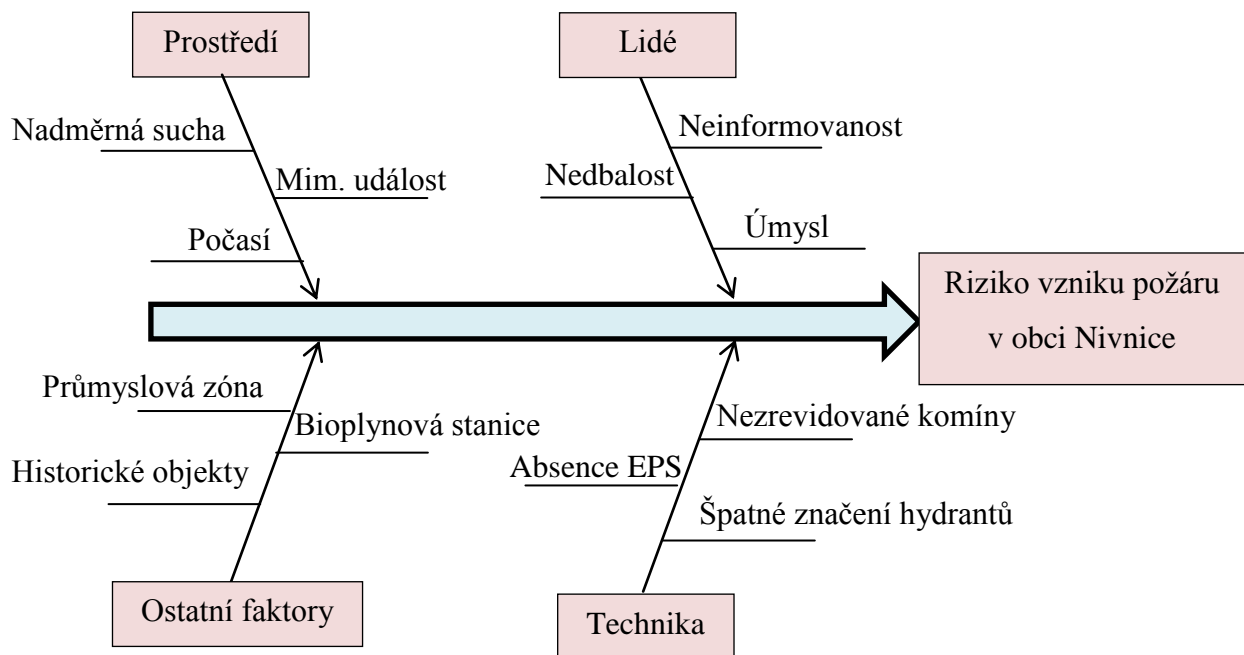 Prostředí
Lidé
Nadměrná sucha
Neinformovanost
Mim. událost
Nedbalost
Počasí
Úmysl
Riziko vzniku požáru
v obci Nivnice
Průmyslová zóna
Bioplynová stanice
Nezrevidované komíny
Historické objekty
Absence EPS
Špatné značení hydrantů
Ostatní faktory
Technika